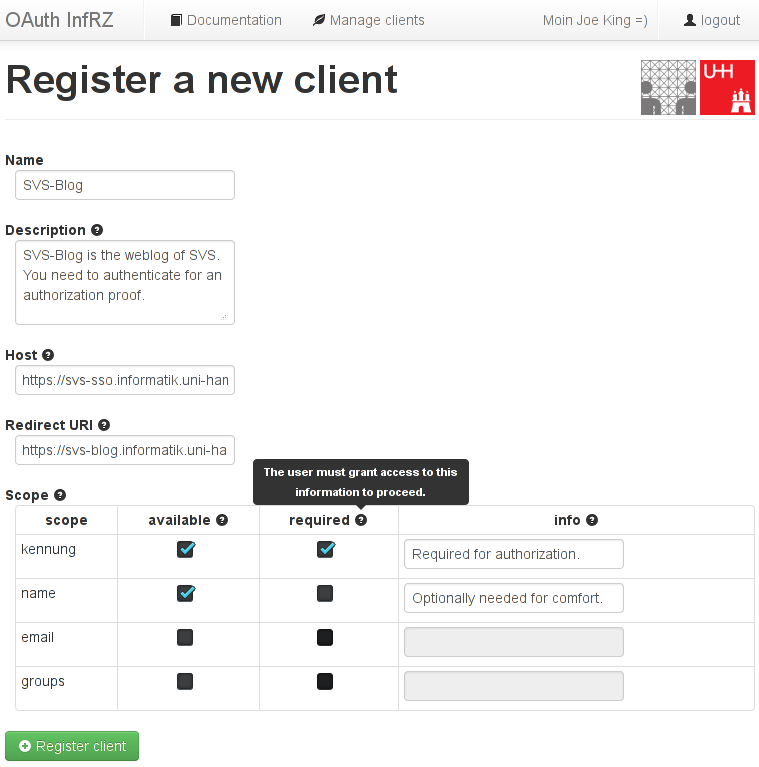 OAuth InfRZ
Documentation
Manage clients
Moin Joe King =)
logout
Register a new client
UHH
Name
SVS-Blog
Description
SVS-Blog is the weblog of SVS.
You need to authenticate for an
authorization proof.
Host
https://svs-sso.informatik.uni-han
Redirect URI
https://svs-blog.informatik.uni-ha
The user must grant access to this
information to proceed.
Scope
scope available required info
kennung Required for authorization.
name Optionally needed for comfort.
email
groups
Register client